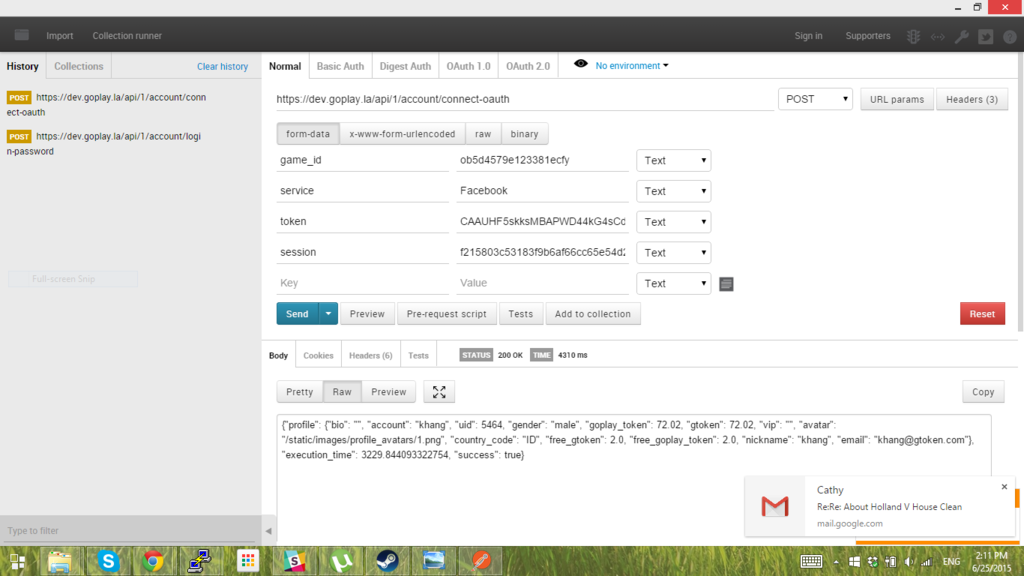 Import Collection runner Sign in Supporters
History Collections Clear history
POST https://dev.goplay.la/api/1/account/conn
ect-oauth
POST https://dev.goplay.la/api/1/account/logi
n-password
Full-screen Snip
Type to filter
Normal Basic Auth Digest Auth OAuth 1.0 OAuth 2.0 No environment
https://dev.goplay.la/api/1/account/connect-oauth POST URL params Headers (3)
form-data x-www-form-urlencoded raw binary
game_id ob5d4579e123381ecfy Text
service Facebook Text
token CAAUHF5skksMBAPWD44kG4sCd Text
session f215803c53183f9b6af66cc65e54d2 Text
Key Value Text
Send Preview Pre-request script Tests Add to collection Reset
Body Cookies Headers (6) Tests STATUS 200 OK TIME 4310 ms
Pretty Raw Preview Copy
{"profile": {"bio": "", "account": "khang", "uid": 5464, "gender": "male", "goplay_token": 72.02, "gtoken": 72.02, "vip": "", "avatar":
"/static/images/profile_avatars/1.png", "country_code": "ID", "free_gtoken": 2.0, "free_goplay_token": 2.0, "nickname": "khang", "email": "khang@gtoken.com"},
"execution_time": 3229.844093322754, "success": true}
Cathy
Re:Re: About Holland V House Clean
mail.google.com
ENG 2:11 PM
6/25/2015